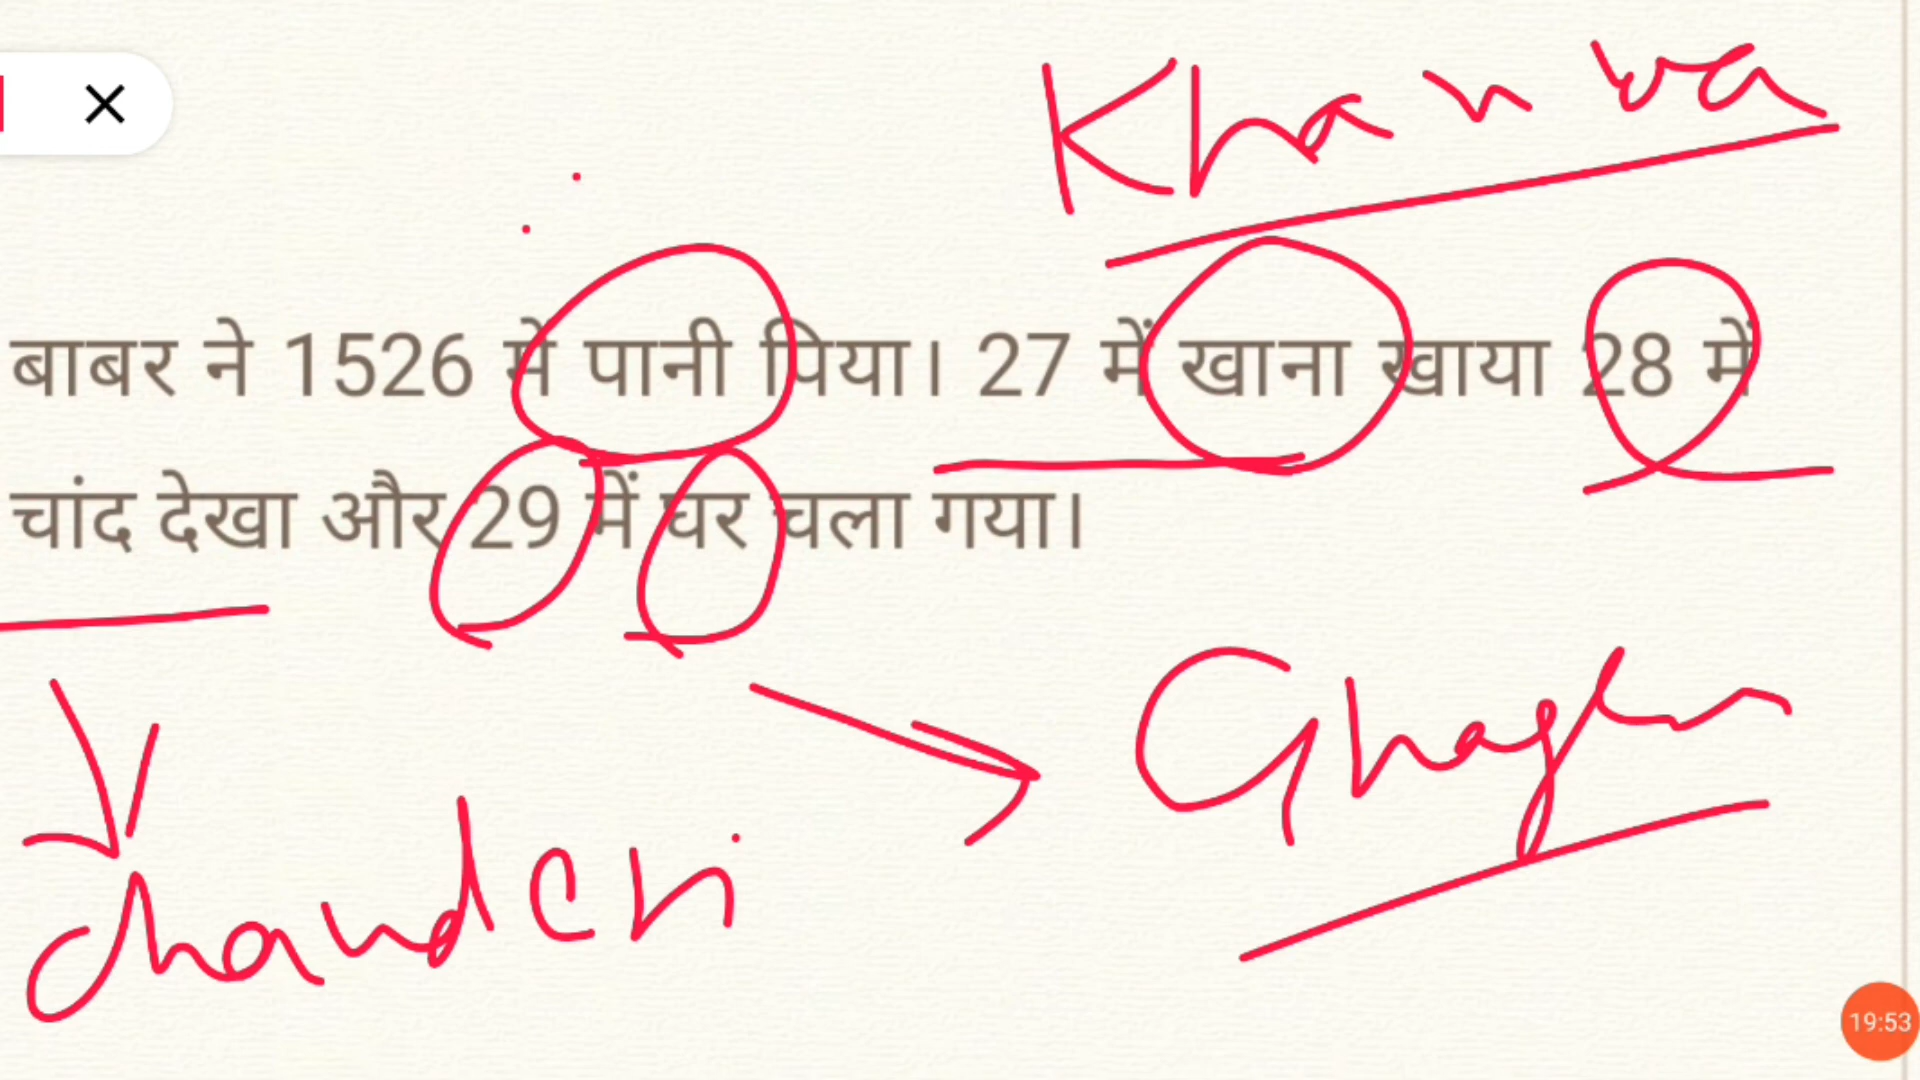 Khanwa
बाबर ने 1526 मे पानी पिया। 27 में खाना खाया 28 में
चांद देखा और 29 में घर चला गया।
Ghaghra
chanderi
19:53